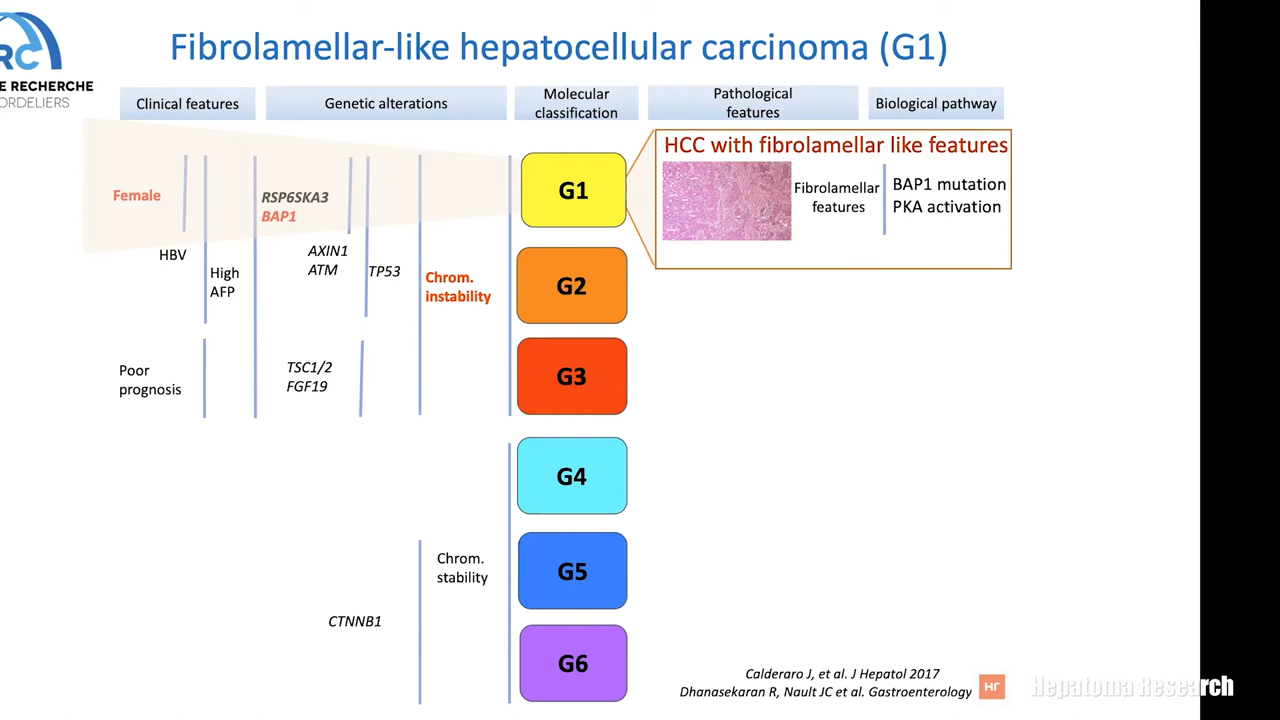 Fibrolamellar-like hepatocellular carcinoma (G1)
RC
E RECHERCHE
ORDELIERS
Clinical features
Genetic alterations
Molecular
classification
Pathological
features
Biological pathway
HCC with fibrolamellar like features
Female
RSP6SKA3
BAP1
G1
Fibrolamellar
features
BAP1 mutation
PKA activation
HBV
High
AFP
AXIN1
ATM
TP53
Chrom.
instability
G2
Poor
prognosis
TSC1/2
FGF19
G3
G4
Chrom.
stability
G5
CTNNB1
G6
Calderaro J, et al. J Hepatol 2017
Dhanasekaran R, Nault JC et al. Gastroenterology
HR
Hepatoma Research